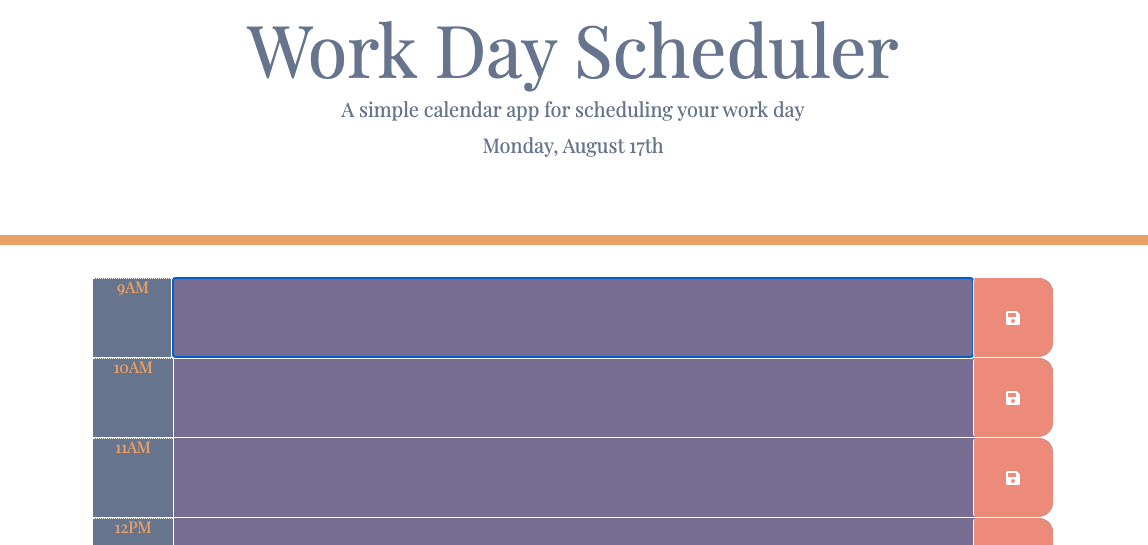 Work Day Scheduler
A simple calendar app for scheduling your work day
Monday, August 17th
9AM
10AM
11AM
12PM